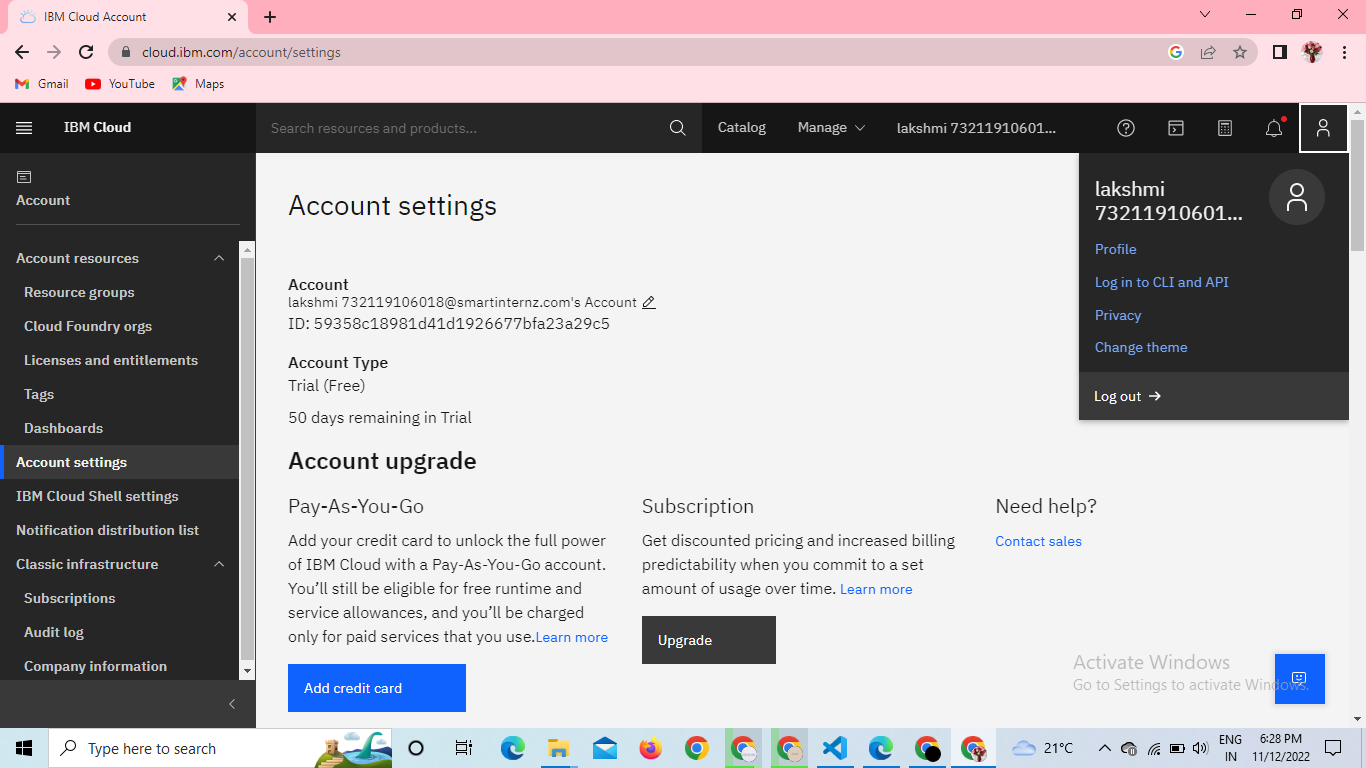 IBM Cloud Account
cloud.ibm.com/account/settings
Gmail
YouTube
Maps
IBM Cloud
Search resources and products...
Catalog
Manage
lakshmi 73211910601...
Account
Account resources
Resource groups
Cloud Foundry orgs
Licenses and entitlements
Tags
Dashboards
Account settings
IBM Cloud Shell settings
Notification distribution list
Classic infrastructure
Subscriptions
Audit log
Company information
Account settings
Account
lakshmi 732119106018@smartinternz.com's Account
ID: 59358c18981d41d1926677bfa23a29c5
Account Type
Trial (Free)
50 days remaining in Trial
Account upgrade
Pay-As-You-Go
Add your credit card to unlock the full power
of IBM Cloud with a Pay-As-You-Go account.
You’ll still be eligible for free runtime and
service allowances, and you’ll be charged
only for paid services that you use.Learn more
Add credit card
Subscription
Get discounted pricing and increased billing
predictability when you commit to a set
amount of usage over time. Learn more
Upgrade
Need help?
Contact sales
lakshmi
73211910601...
Profile
Log in to CLI and API
Privacy
Change theme
Log out
Activate Windows
Go to Settings to activate Windows.
Type here to search
21°C
ENG
IN
6:28 PM
11/12/2022